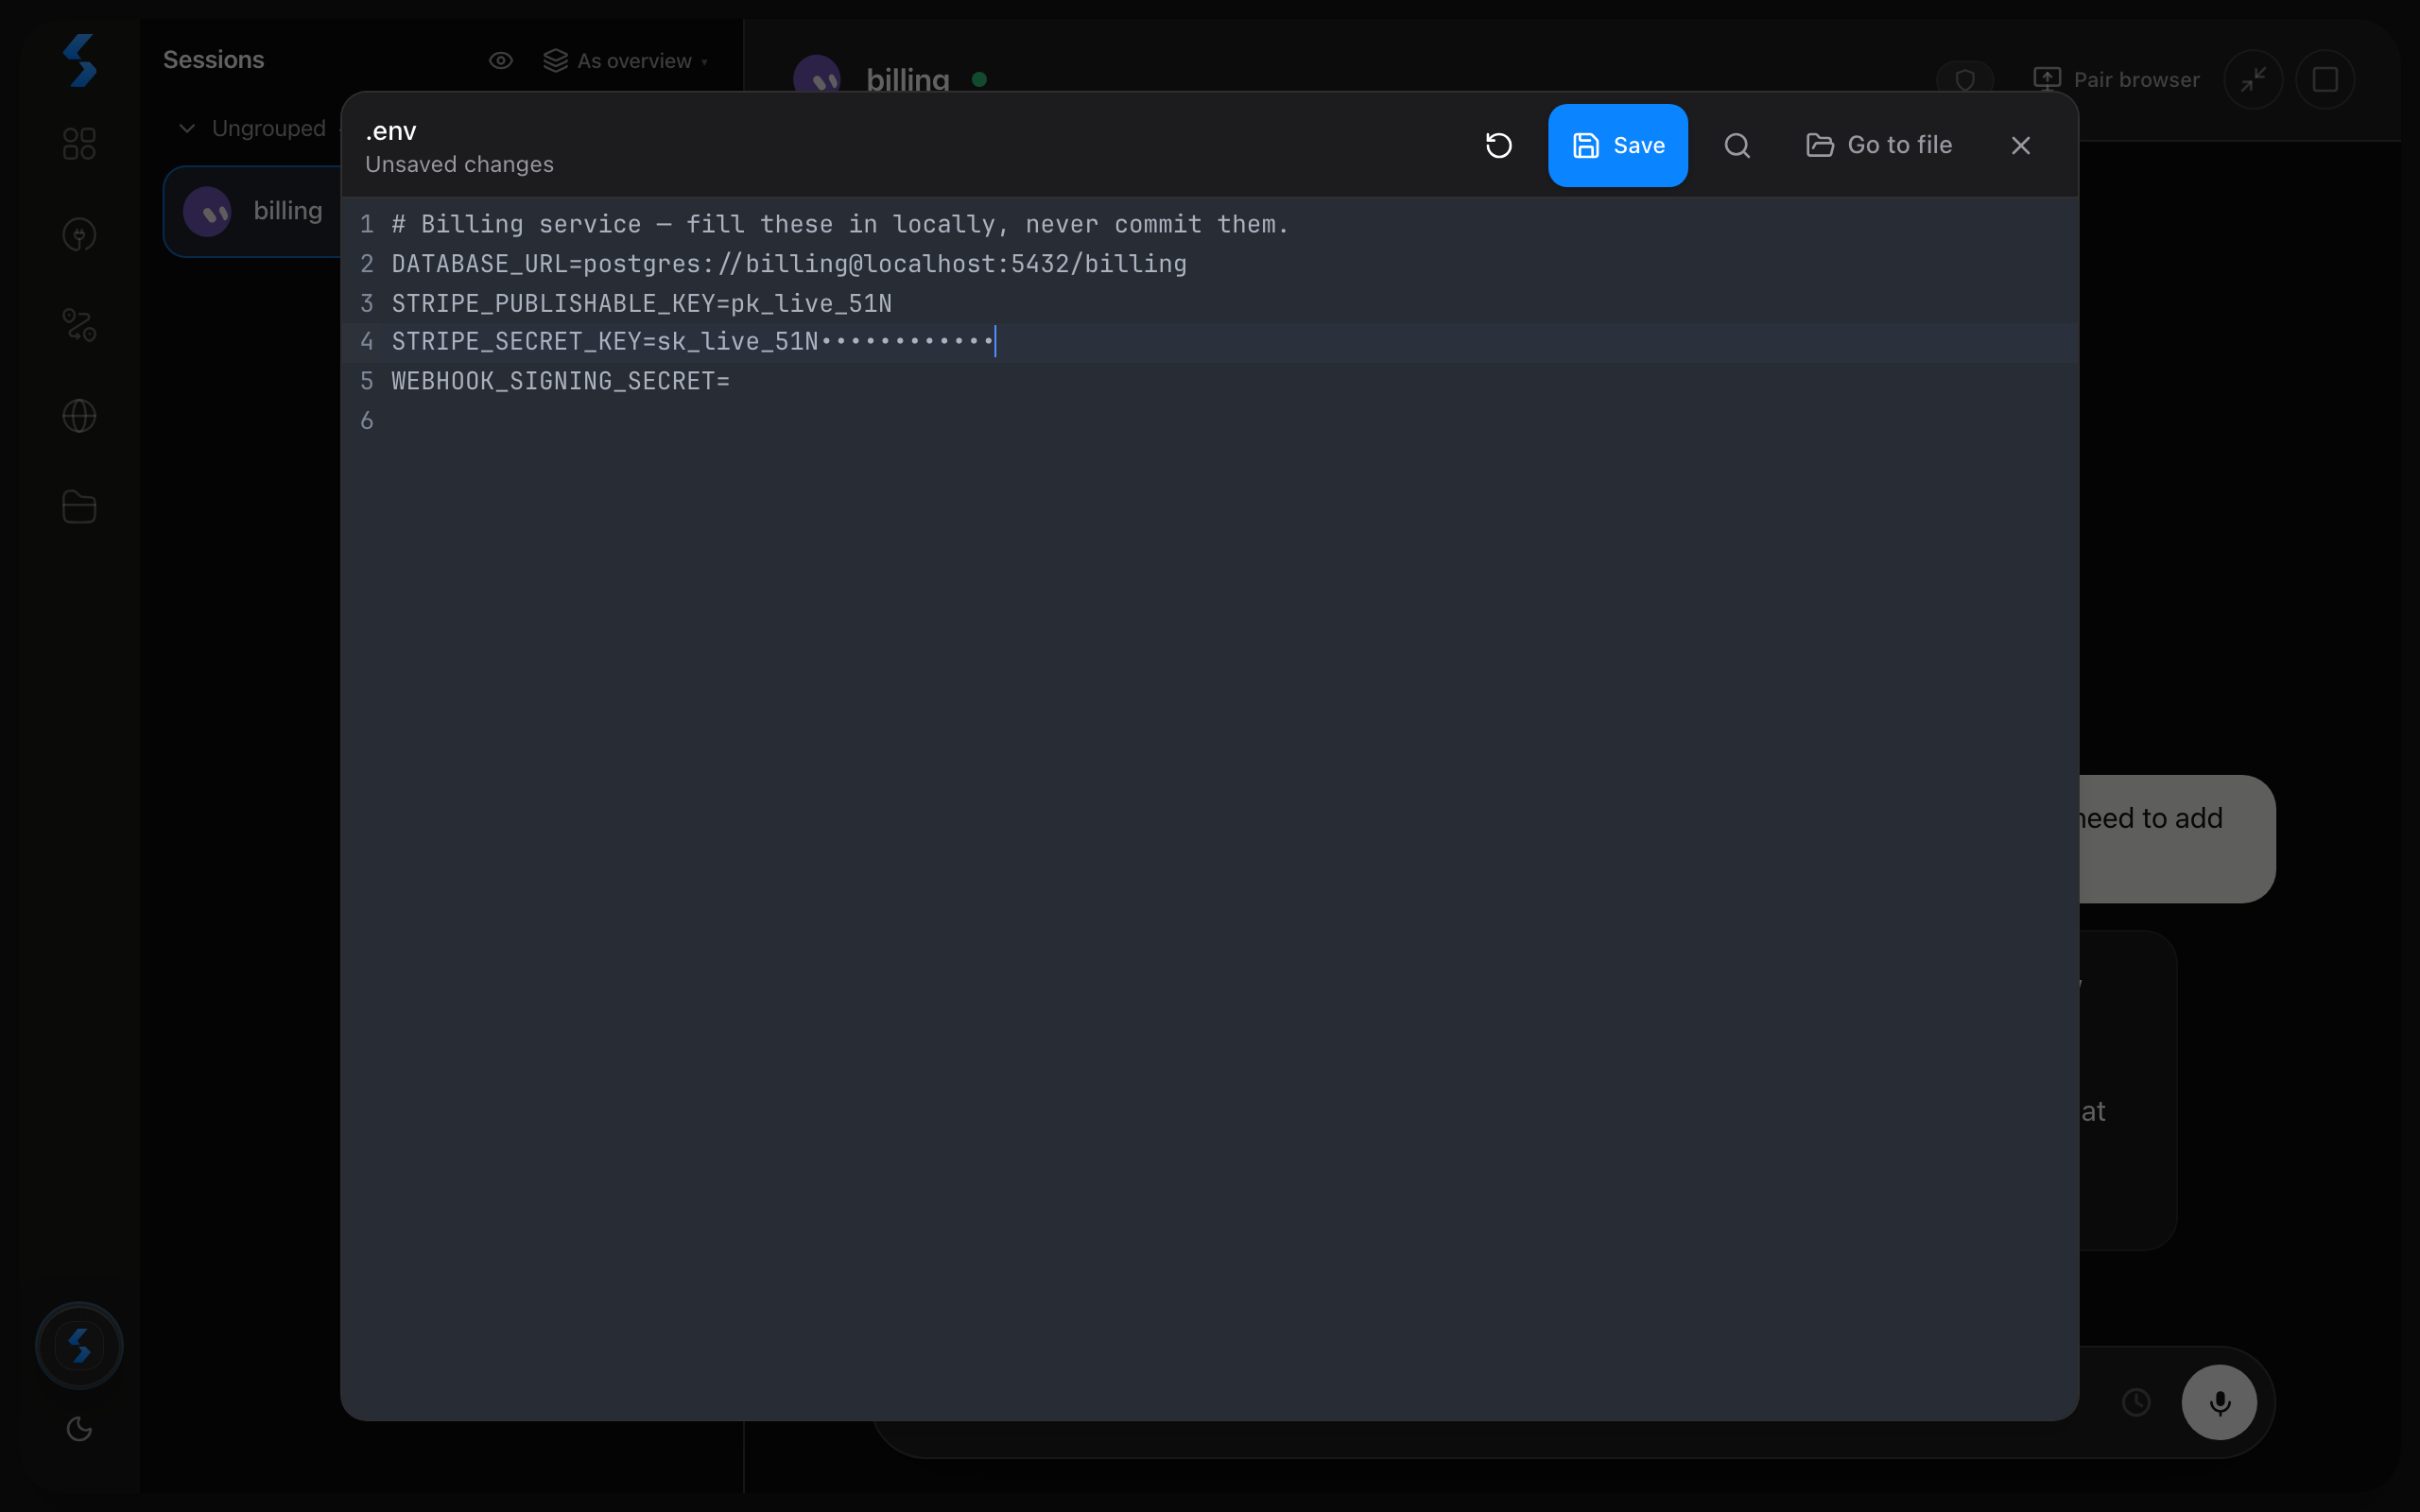 Sessions
As overview
Ungrouped
billing
billing
Pair browser
.env
Unsaved changes
Save
Go to file
1 # Billing service — fill these in locally, never commit them.
2 DATABASE_URL=postgres://billing@localhost:5432/billing
3 STRIPE_PUBLISHABLE_KEY=pk_live_51N
4 STRIPE_SECRET_KEY=sk_live_51N••••••••••••
5 WEBHOOK_SIGNING_SECRET=
6
need to add
at